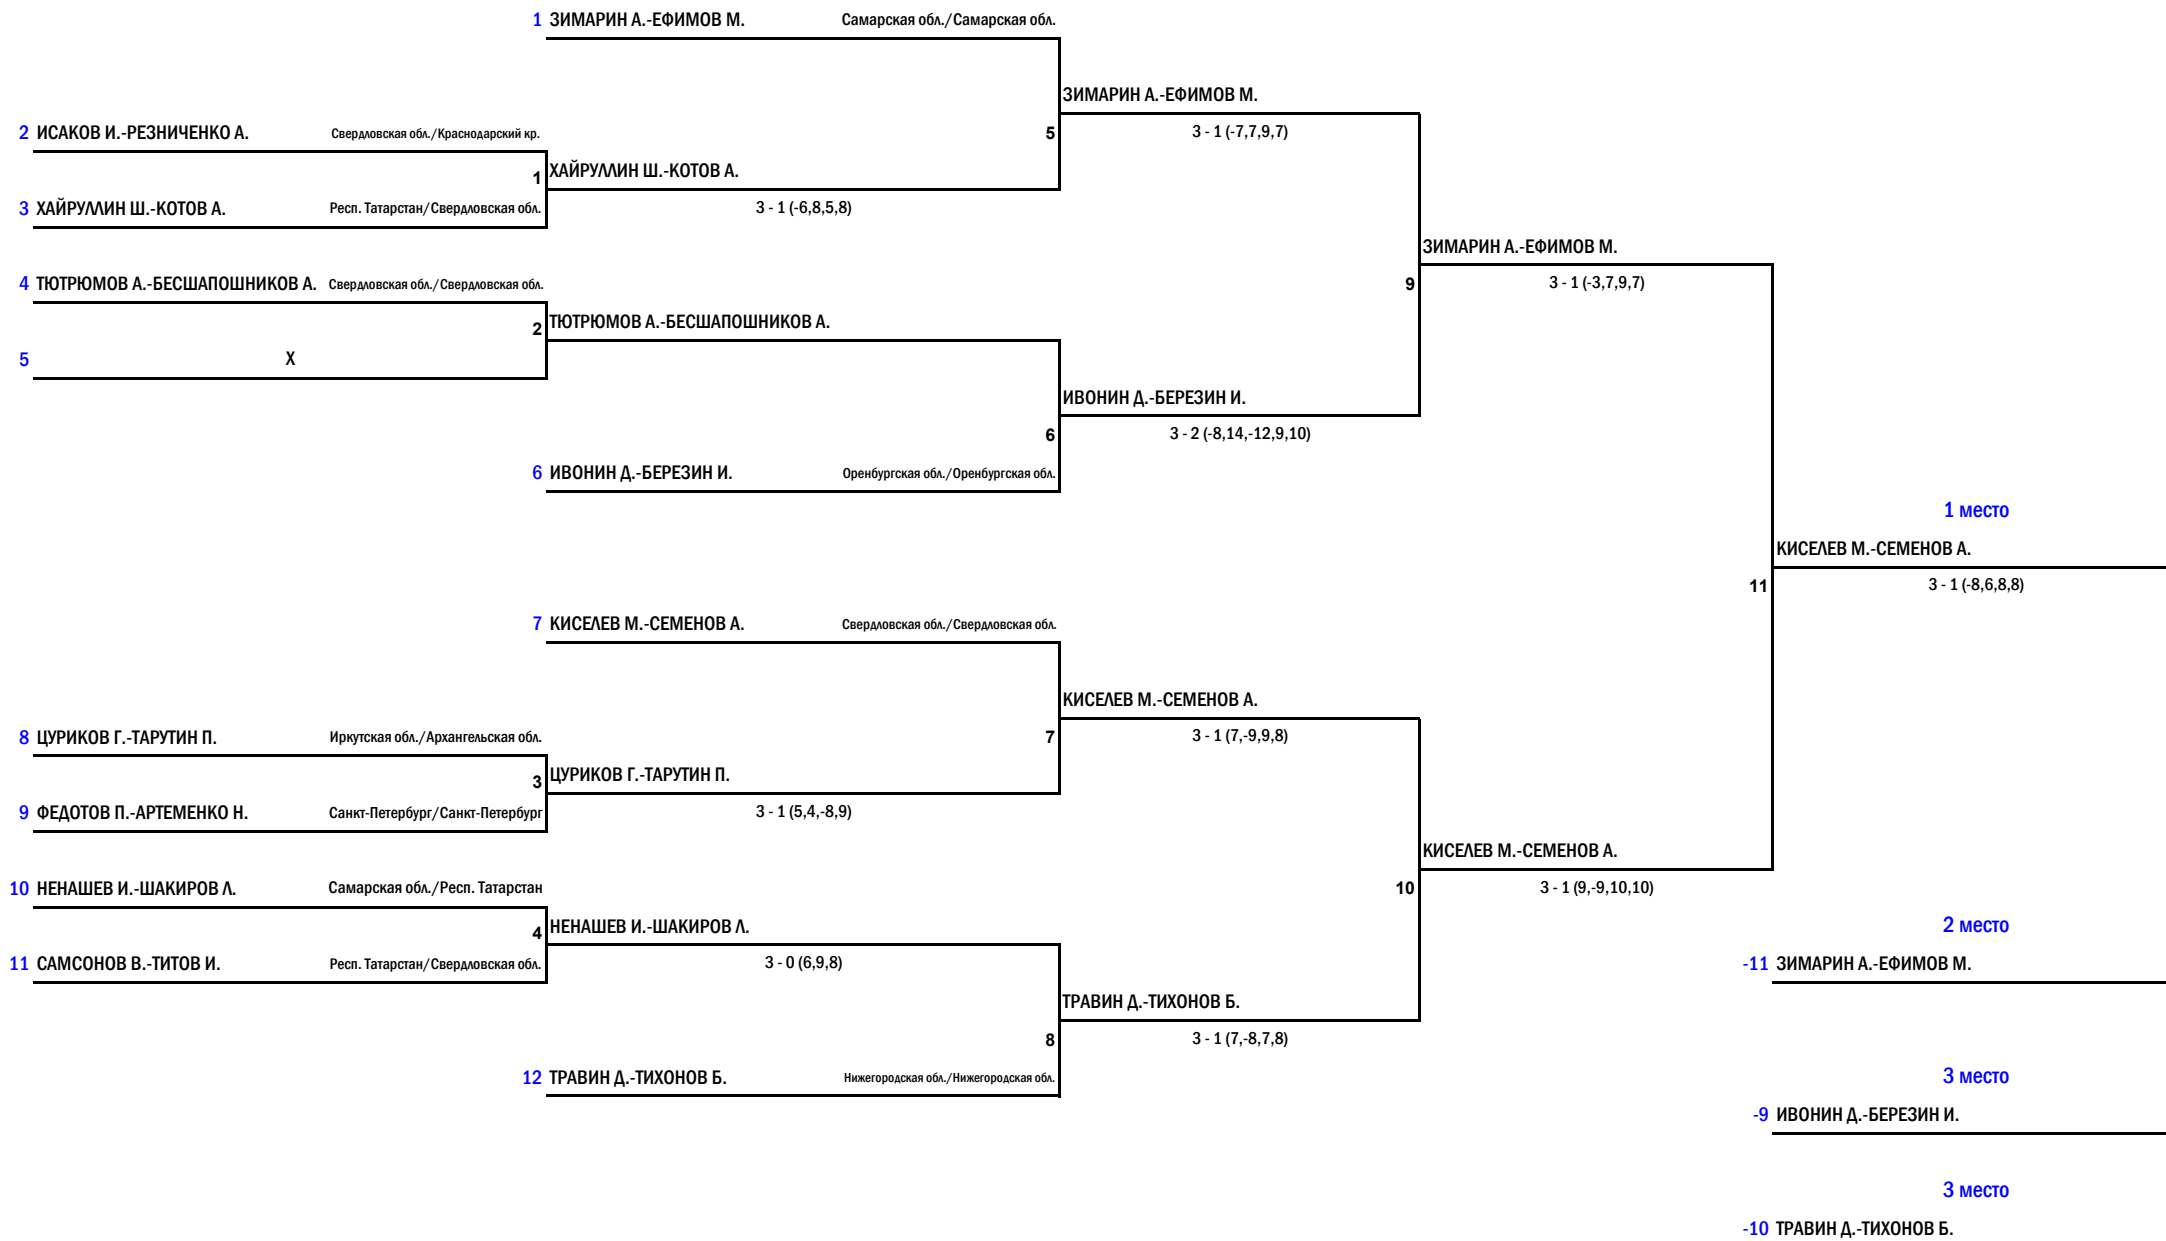 1 ЗИМАРИН А.-ЕФИМОВ М. Самарская обл./Самарская обл.
ЗИМАРИН А.-ЕФИМОВ М.
2 ИСАКОВ И.-РЕЗНИЧЕНКО А. Свердловская обл./Краснодарский кр.
5 3 - 1 (-7,7,9,7)
1 ХАЙРУЛЛИН Ш.-КОТОВ А.
3 ХАЙРУЛЛИН Ш.-КОТОВ А. Респ. Татарстан/Свердловская обл.
3 - 1 (-6,8,5,8)
ЗИМАРИН А.-ЕФИМОВ М.
4 ТЮТРЮМОВ А.-БЕСШАПОШНИКОВ А. Свердловская обл./Свердловская обл.
9 3 - 1 (-3,7,9,7)
2 ТЮТРЮМОВ А.-БЕСШАПОШНИКОВ А.
5 Х
ИВОНИН Д.-БЕРЕЗИН И.
6 3 - 2 (-8,14,-12,9,10)
6 ИВОНИН Д.-БЕРЕЗИН И. Оренбургская обл./Оренбургская обл.
1 место
КИСЕЛЕВ М.-СЕМЕНОВ А.
11 3 - 1 (-8,6,8,8)
7 КИСЕЛЕВ М.-СЕМЕНОВ А. Свердловская обл./Свердловская обл.
КИСЕЛЕВ М.-СЕМЕНОВ А.
8 ЦУРИКОВ Г.-ТАРУТИН П. Иркутская обл./Архангельская обл.
7 3 - 1 (7,-9,9,8)
3 ЦУРИКОВ Г.-ТАРУТИН П.
9 ФЕДОТОВ П.-АРТЕМЕНКО Н. Санкт-Петербург/Санкт-Петербург
3 - 1 (5,4,-8,9)
КИСЕЛЕВ М.-СЕМЕНОВ А.
10 НЕНАШЕВ И.-ШАКИРОВ Л. Самарская обл./Респ. Татарстан
10 3 - 1 (9,-9,10,10)
4 НЕНАШЕВ И.-ШАКИРОВ Л.
2 место
11 САМСОНОВ В.-ТИТОВ И. Респ. Татарстан/Свердловская обл.
3 - 0 (6,9,8)
-11 ЗИМАРИН А.-ЕФИМОВ М.
ТРАВИН Д.-ТИХОНОВ Б.
8 3 - 1 (7,-8,7,8)
12 ТРАВИН Д.-ТИХОНОВ Б. Нижегородская обл./Нижегородская обл.
3 место
-9 ИВОНИН Д.-БЕРЕЗИН И.
3 место
-10 ТРАВИН Д.-ТИХОНОВ Б.